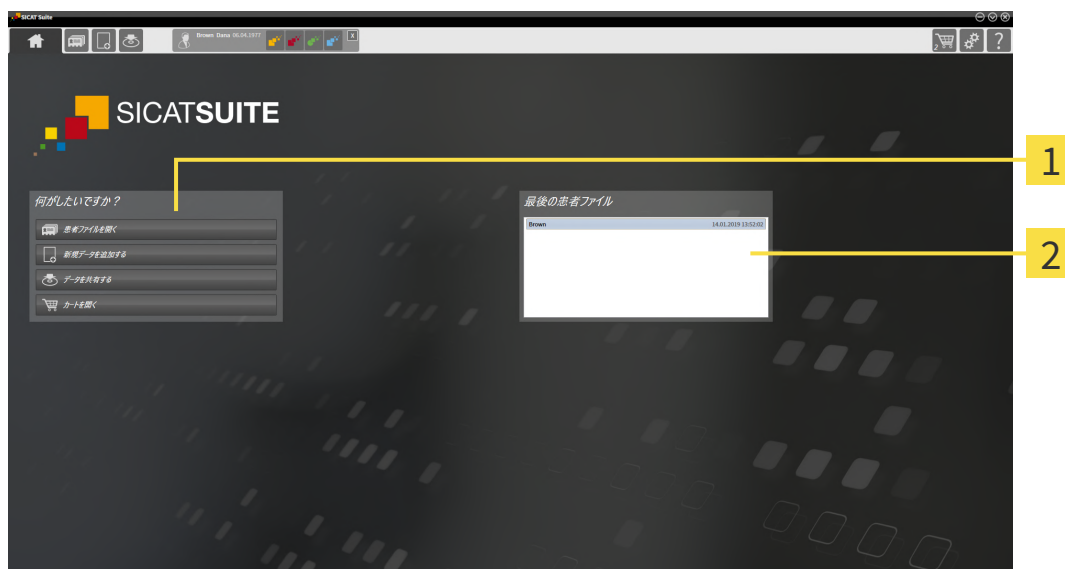 SICAT Suite
Brown Dana 06.04.1977
X
2
?
SICATSUITE
1
何がしたいですか？
患者ファイルを開く
新規データを追加する
データを共有する
カートを開く
最後の患者ファイル
Brown 14.01.2019 13:52:02
2